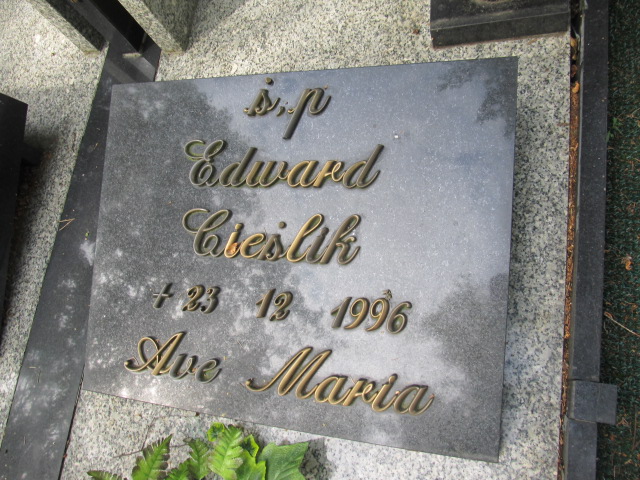 ś,p
Edward
Cieślik
+ 23 12 1996
Ave Maria